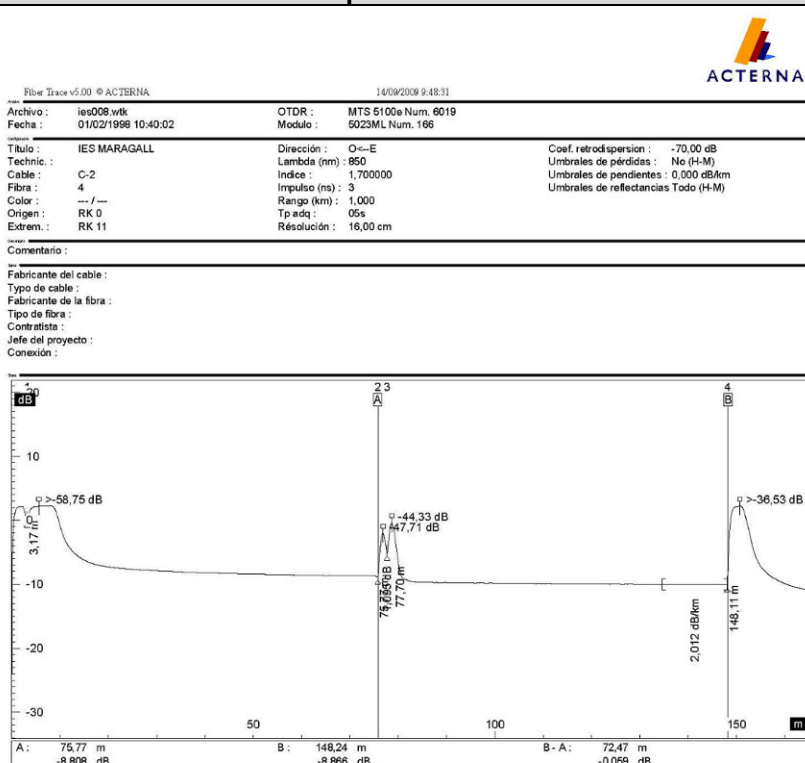 ACTERNA
Fiber Trace v5.00 © ACTERNA 14/09/2009 9:48:31
Archivo : ies008.wtk OTDR : MTS 5100e Num. 6019
Fecha : 01/02/1998 10:40:02 Modulo : 5023ML Num. 166
Título : IES MARAGALL Dirección : O<--E Coef. retrodispersion : -70,00 dB
Technic. : Lambda (nm) : 850 Umbrales de pérdidas : No (H-M)
Cable : C-2 Indice : 1,700000 Umbrales de pendientes : 0,000 dB/km
Fibra : 4 Impulso (ns) : 3 Umbrales de reflectancias Todo (H-M)
Color : --- / --- Rango (km) : 1,000
Origen : RK 0 Tp adq : 05s
Extrem. : RK 11 Résolución : 16,00 cm
Comentario :
Fabricante del cable :
Typo de cable :
Fabricante de la fibra :
Tipo de fibra :
Contratista :
Jefe del proyecto :
Conexión :
1 2 3 4
20
dB A B
10
>-58,75 dB >-36,53 dB
-44,33 dB
-47,71 dB
0
3,17 m
-10
77,70 m
148,11 m
2,012 dB/km
-20
-30
50 100 150 m
A : 75,77 m B : 148,24 m B - A : 72,47 m
-8,808 dB -8,866 dB -0,059 dB